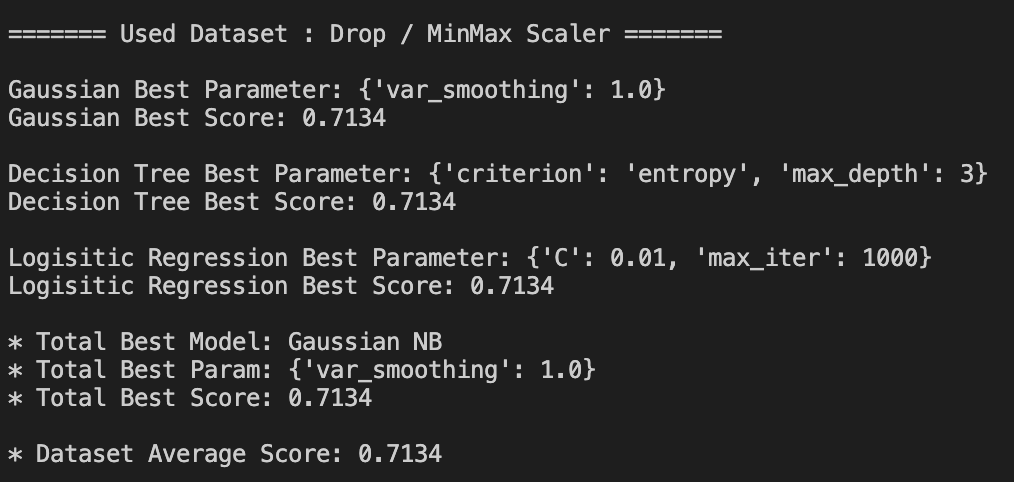 ======= Used Dataset : Drop / MinMax Scaler =======
Gaussian Best Parameter: {'var_smoothing': 1.0}
Gaussian Best Score: 0.7134
Decision Tree Best Parameter: {'criterion': 'entropy', 'max_depth': 3}
Decision Tree Best Score: 0.7134
Logisitic Regression Best Parameter: {'C': 0.01, 'max_iter': 1000}
Logisitic Regression Best Score: 0.7134
* Total Best Model: Gaussian NB
* Total Best Param: {'var_smoothing': 1.0}
* Total Best Score: 0.7134
* Dataset Average Score: 0.7134